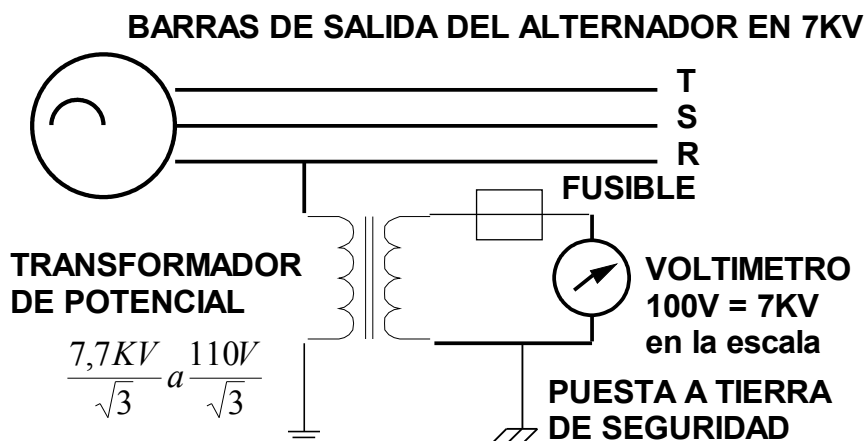 BARRAS DE SALIDA DEL ALTERNADOR EN 7KV
T
S
R
FUSIBLE
TRANSFORMADOR
DE POTENCIAL
7,7KV/√3 a 110V/√3
VOLTIMETRO
100V = 7KV
en la escala
PUESTA A TIERRA
DE SEGURIDAD